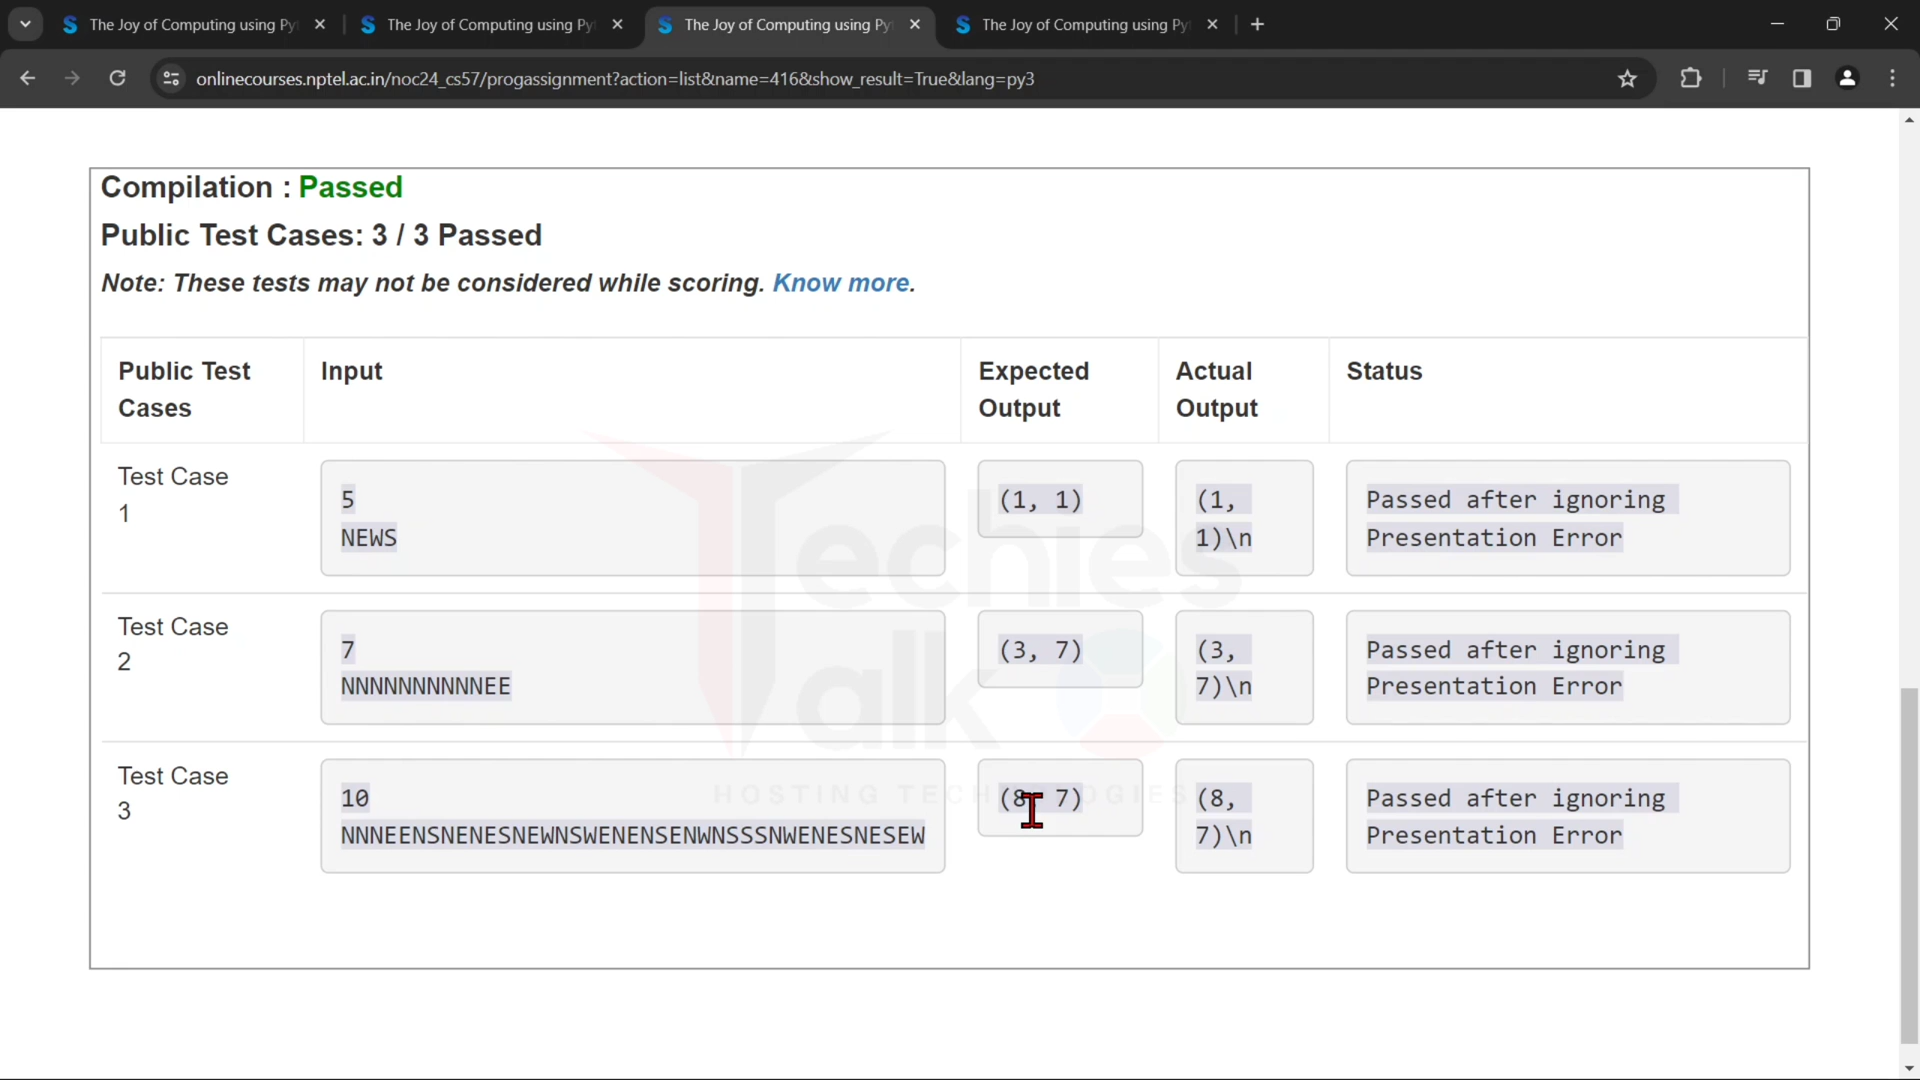 The Joy of Computing using Py
The Joy of Computing using Py
The Joy of Computing using Py
The Joy of Computing using Py
onlinecourses.nptel.ac.in/noc24_cs57/progassignment?action=list&name=416&show_result=True&lang=py3
Compilation : Passed
Public Test Cases: 3 / 3 Passed
Note: These tests may not be considered while scoring. Know more.
Public Test
Cases
Input
Expected
Output
Actual
Output
Status
Test Case
1
5
NEWS
(1, 1)
(1,
1)\n
Passed after ignoring
Presentation Error
Test Case
2
7
NNNNNNNNNNEE
(3, 7)
(3,
7)\n
Passed after ignoring
Presentation Error
Test Case
3
10
NNNEENSNENESNEWNSWENENSENWNSSSNWENESNESEW
(8, 7)
(8,
7)\n
Passed after ignoring
Presentation Error
Techies
Talk